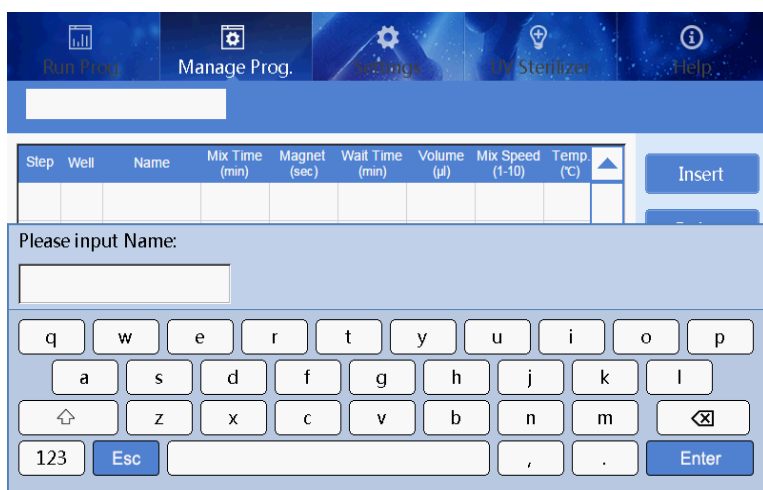 Run Prog. Manage Prog. Settings UV Sterilizer Help
Step Well Name Mix Time (min) Magnet (sec) Wait Time (min) Volume (µl) Mix Speed (1-10) Temp. (℃)
Insert
Please input Name:
q w e r t y u i o p
a s d f g h j k l
z x c v b n m
123 Esc , . Enter